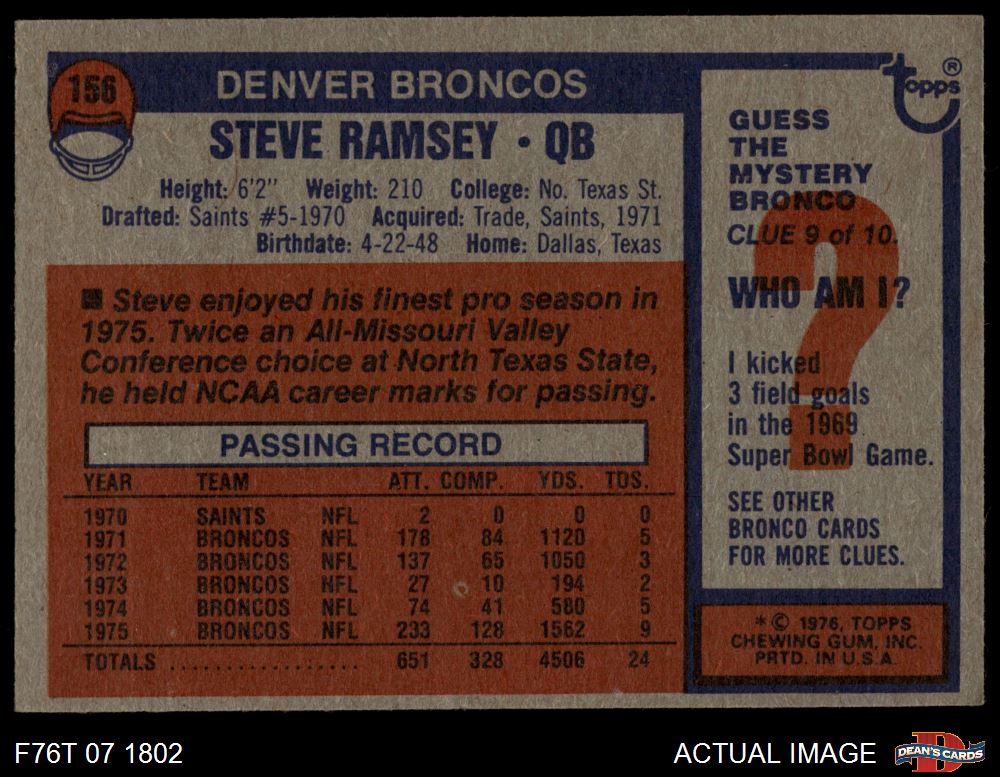 156
DENVER BRONCOS
STEVE RAMSEY • QB
Height: 6'2" Weight: 210 College: No. Texas St.
Drafted: Saints #5-1970 Acquired: Trade, Saints, 1971
Birthdate: 4-22-48 Home: Dallas, Texas
■ Steve enjoyed his finest pro season in
1975. Twice an All-Missouri Valley
Conference choice at North Texas State,
he held NCAA career marks for passing.
PASSING RECORD
YEAR TEAM ATT. COMP. YDS. TDS.
1970 SAINTS NFL 2 0 0 0
1971 BRONCOS NFL 178 84 1120 5
1972 BRONCOS NFL 137 65 1050 3
1973 BRONCOS NFL 27 10 194 2
1974 BRONCOS NFL 74 41 580 5
1975 BRONCOS NFL 233 128 1562 9
TOTALS .................. 651 328 4506 24
topps ®
GUESS
THE
MYSTERY
BRONCO
CLUE 9 of 10.
?
WHO AM I?
I kicked
3 field goals
in the 1969
Super Bowl Game.
SEE OTHER
BRONCO CARDS
FOR MORE CLUES.
* © 1976, TOPPS
CHEWING GUM, INC.
PRTD. IN U.S.A.
F76T 07 1802
ACTUAL IMAGE
D
DEAN'S CARDS